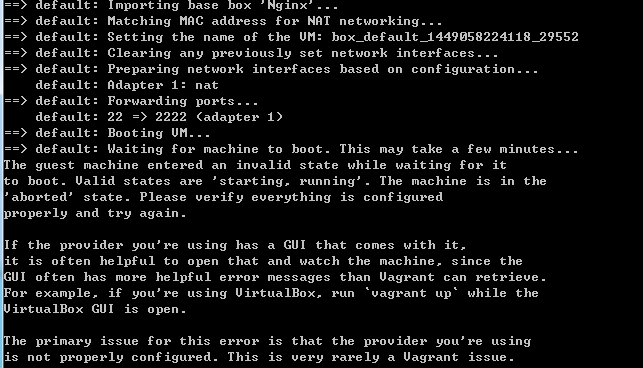 ==> default: Importing base box 'Nginx'...
==> default: Matching MAC address for NAT networking...
==> default: Setting the name of the VM: box_default_1449058224118_29552
==> default: Clearing any previously set network interfaces...
==> default: Preparing network interfaces based on configuration...
    default: Adapter 1: nat
==> default: Forwarding ports...
    default: 22 => 2222 (adapter 1)
==> default: Booting VM...
==> default: Waiting for machine to boot. This may take a few minutes...
The guest machine entered an invalid state while waiting for it
to boot. Valid states are 'starting, running'. The machine is in the
'aborted' state. Please verify everything is configured
properly and try again.

If the provider you're using has a GUI that comes with it,
it is often helpful to open that and watch the machine, since the
GUI often has more helpful error messages than Vagrant can retrieve.
For example, if you're using VirtualBox, run `vagrant up` while the
VirtualBox GUI is open.

The primary issue for this error is that the provider you're using
is not properly configured. This is very rarely a Vagrant issue.